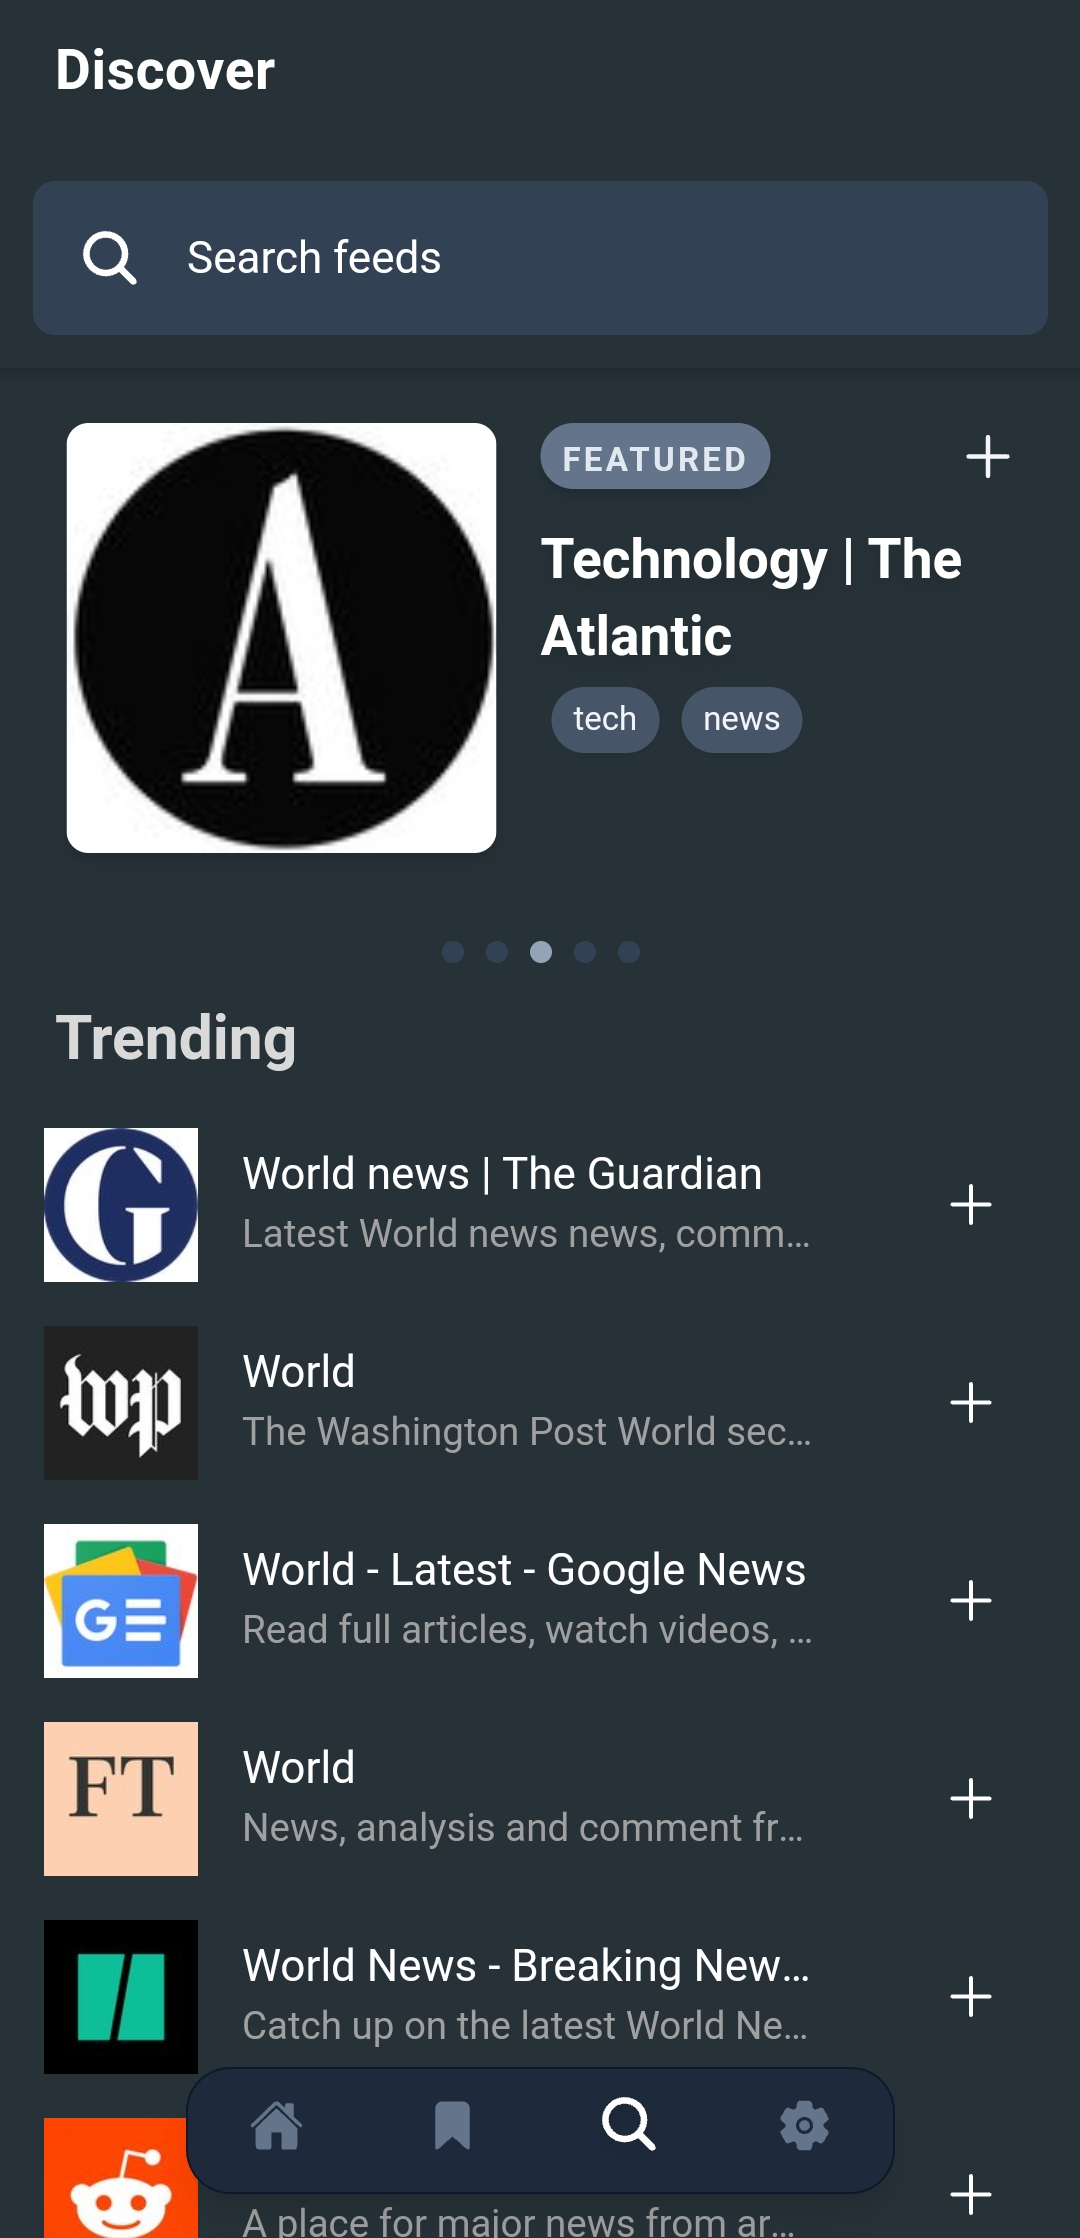 Discover
Search feeds
A
FEATURED
Technology | The
Atlantic
tech news
Trending
G
World news | The Guardian
Latest World news news, comm...
wp
World
The Washington Post World sec...
GE
World - Latest - Google News
Read full articles, watch videos, ...
FT
World
News, analysis and comment fr...
World News - Breaking New...
Catch up on the latest World Ne...
A place for major news from ar...